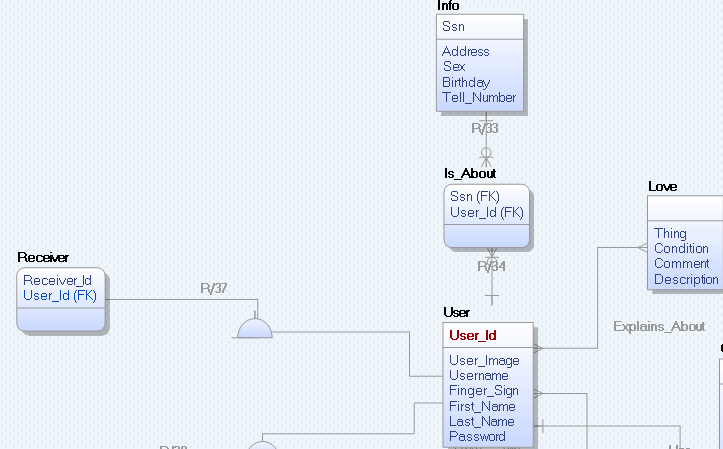 Info
Ssn
Address
Sex
Birthday
Tell_Number
R/33
Is_About
Ssn (FK)
User_Id (FK)
R/34
Love
Thing
Condition
Comment
Description
Receiver
Receiver_Id
User_Id (FK)
R/37
User
User_Id
User_Image
Username
Finger_Sign
First_Name
Last_Name
Password
Explains_About